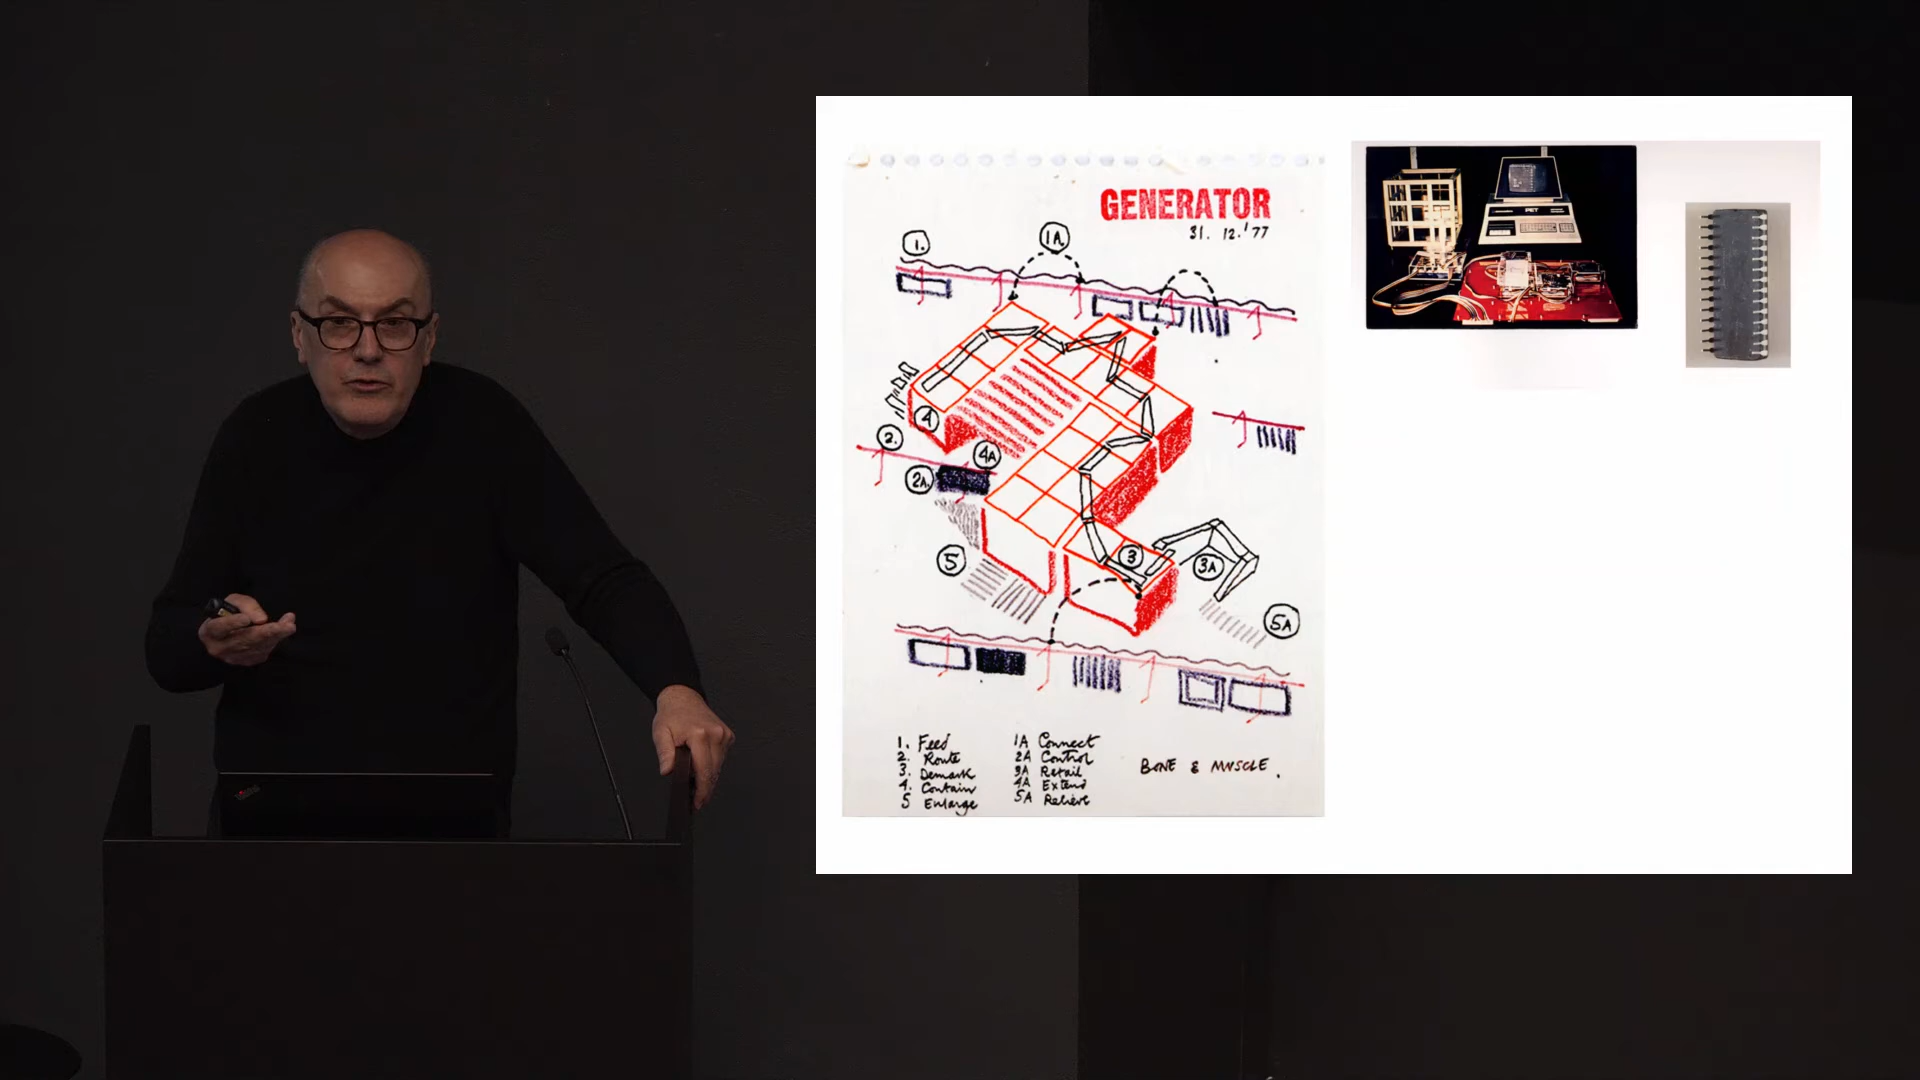 GENERATOR
31. 12. '77
1.
1A.
4
2.
4A
2A.
5
3
3A
5A
1. Feed
2. Route
3. Demark
4. Contain
5 Enlarge
1A Connect
2A Control
3A Retail
4A Extend
5A Relieve
BONE & MUSCLE.
PET